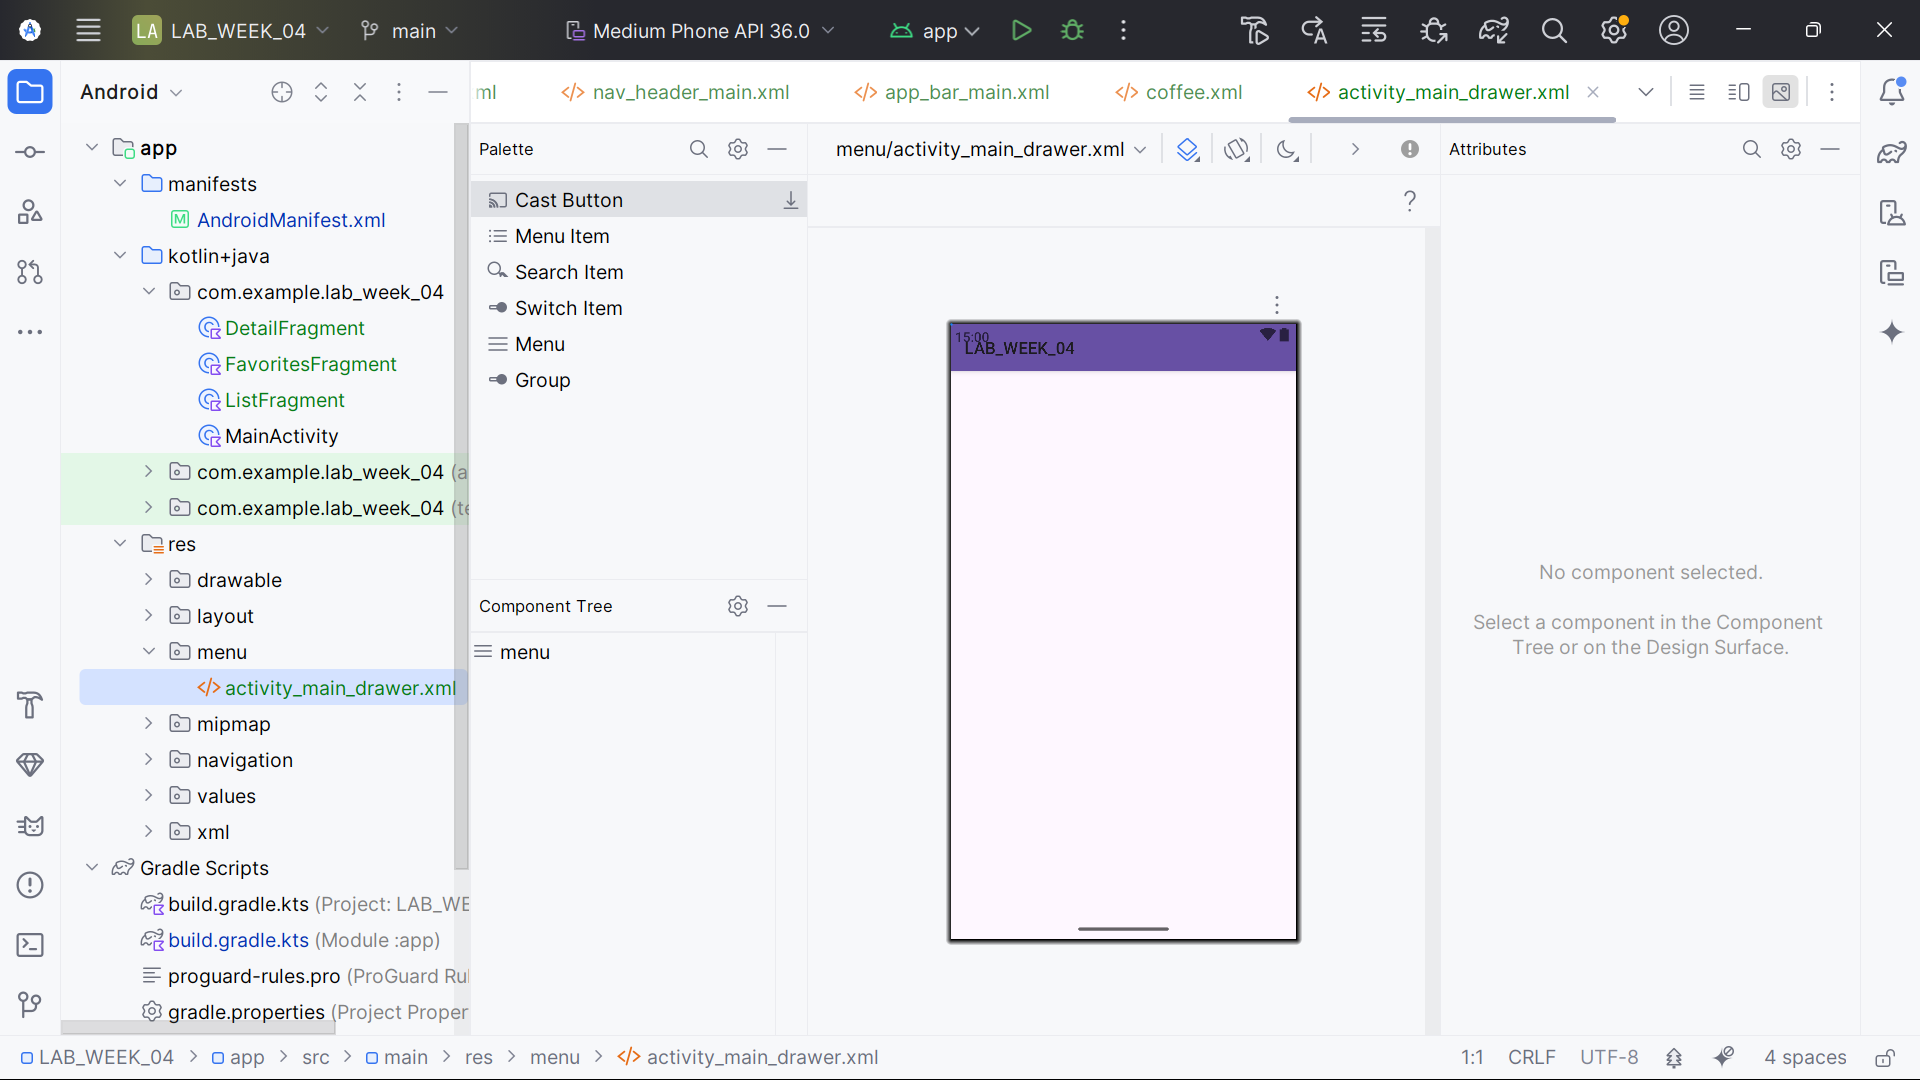 LA LAB_WEEK_04 main Medium Phone API 36.0 app
Android
ml nav_header_main.xml app_bar_main.xml coffee.xml activity_main_drawer.xml
app
manifests
AndroidManifest.xml
kotlin+java
com.example.lab_week_04
DetailFragment
FavoritesFragment
ListFragment
MainActivity
com.example.lab_week_04 (a
com.example.lab_week_04 (te
res
drawable
layout
menu
activity_main_drawer.xml
mipmap
navigation
values
xml
Gradle Scripts
build.gradle.kts (Project: LAB_WE
build.gradle.kts (Module :app)
proguard-rules.pro (ProGuard Ru
gradle.properties (Project Proper
Palette
Cast Button
Menu Item
Search Item
Switch Item
Menu
Group
Component Tree
menu
menu/activity_main_drawer.xml
?
15:00
LAB_WEEK_04
Attributes
No component selected.
Select a component in the Component
Tree or on the Design Surface.
LAB_WEEK_04 > app > src > main > res > menu > activity_main_drawer.xml
1:1 CRLF UTF-8 4 spaces